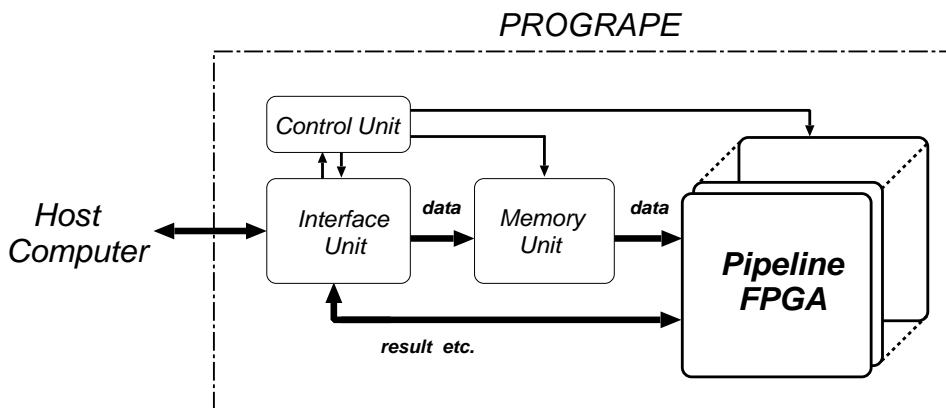 PROGRAPE
Control Unit
Host
Computer
Interface
Unit
data
Memory
Unit
data
Pipeline
FPGA
result etc.